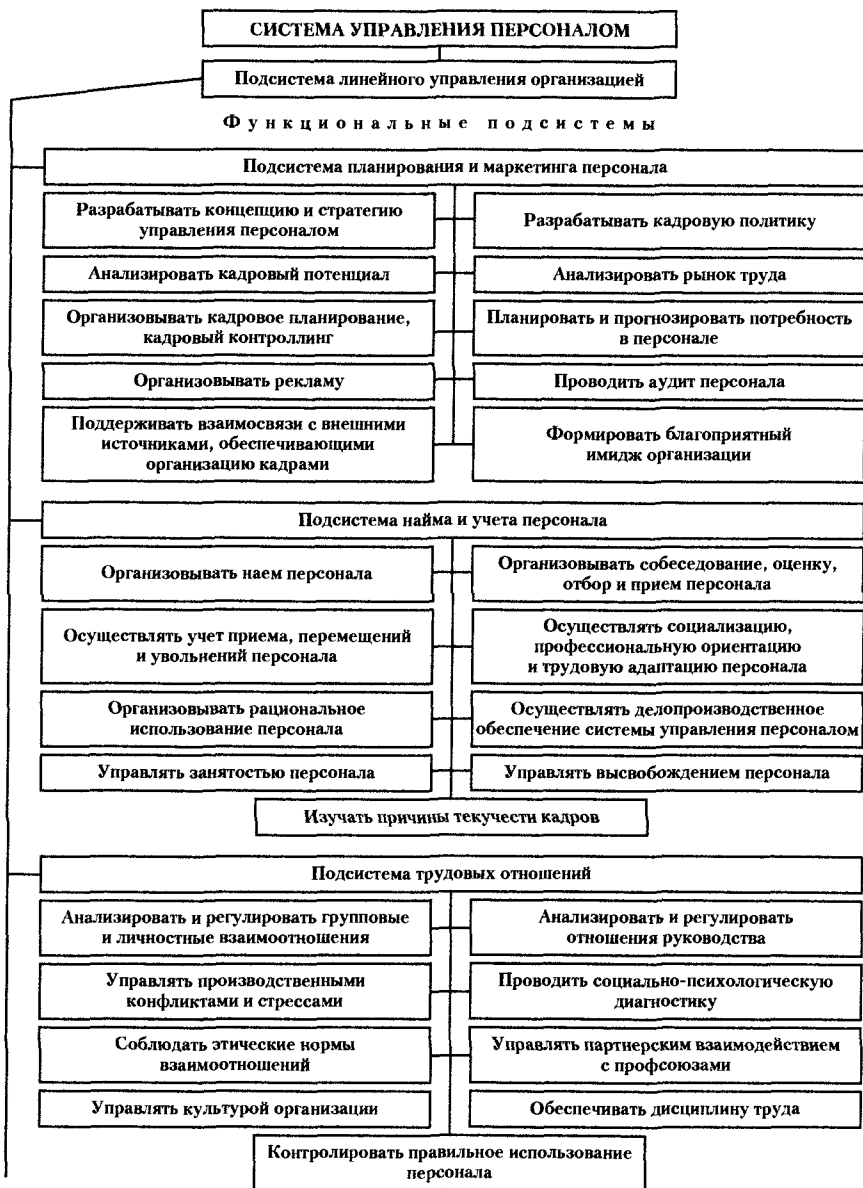 СИСТЕМА УПРАВЛЕНИЯ ПЕРСОНАЛОМ
Подсистема линейного управления организацией
Функциональные подсистемы
Подсистема планирования и маркетинга персонала
Разрабатывать концепцию и стратегию
управления персоналом
Разрабатывать кадровую политику
Анализировать кадровый потенциал
Анализировать рынок труда
Организовывать кадровое планирование,
кадровый контроллинг
Планировать и прогнозировать потребность
в персонале
Организовывать рекламу
Проводить аудит персонала
Поддерживать взаимосвязи с внешними
источниками, обеспечивающими
организацию кадрами
Формировать благоприятный
имидж организации
Подсистема найма и учета персонала
Организовывать наем персонала
Организовывать собеседование, оценку,
отбор и прием персонала
Осуществлять учет приема, перемещений
и увольнений персонала
Осуществлять социализацию,
профессиональную ориентацию
и трудовую адаптацию персонала
Организовывать рациональное
использование персонала
Осуществлять делопроизводственное
обеспечение системы управления персоналом
Управлять занятостью персонала
Управлять высвобождением персонала
Изучать причины текучести кадров
Подсистема трудовых отношений
Анализировать и регулировать групповые
и личностные взаимоотношения
Анализировать и регулировать
отношения руководства
Управлять производственными
конфликтами и стрессами
Проводить социально-психологическую
диагностику
Соблюдать этические нормы
взаимоотношений
Управлять партнерским взаимодействием
с профсоюзами
Управлять культурой организации
Обеспечивать дисциплину труда
Контролировать правильное использование
персонала